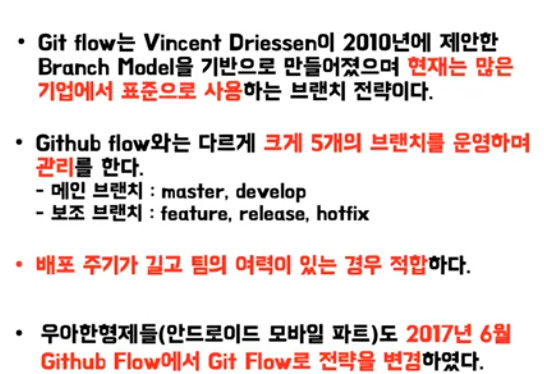 • Git flow는 Vincent Driessen이 2010년에 제안한
Branch Model을 기반으로 만들어졌으며 현재는 많은
기업에서 표준으로 사용하는 브랜치 전략이다.
• Github flow와는 다르게 크게 5개의 브랜치를 운영하며
관리를 한다.
- 메인 브랜치 : master, develop
- 보조 브랜치 : feature, release, hotfix
• 배포 주기가 길고 팀의 여력이 있는 경우 적합하다.
• 우아한형제들(안드로이드 모바일 파트)도 2017년 6월
Github Flow에서 Git Flow로 전략을 변경하였다.